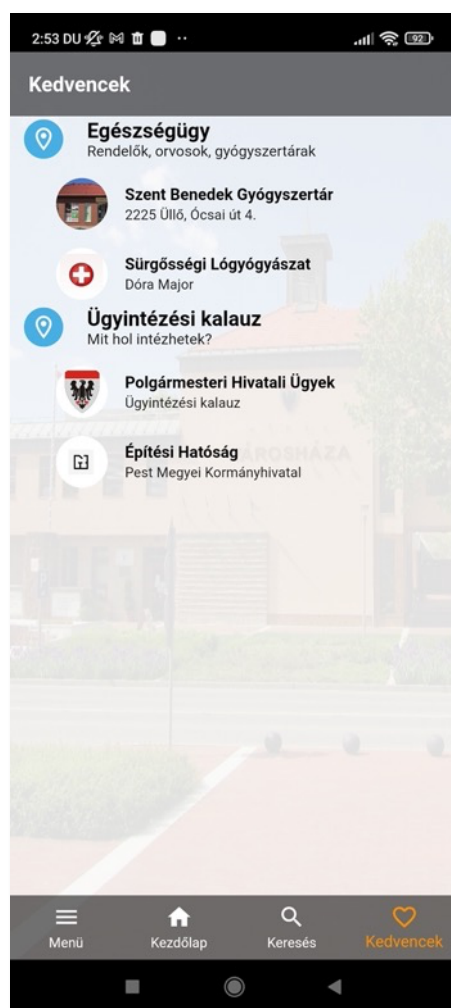 2:53 DU
92
Kedvencek
Egészségügy
Rendelők, orvosok, gyógyszertárak
Szent Benedek Gyógyszertár
2225 Üllő, Ócsai út 4.
Sürgősségi Lógyógyászat
Dóra Major
Ügyintézési kalauz
Mit hol intézhetek?
Polgármesteri Hivatali Ügyek
Ügyintézési kalauz
Építési Hatóság
Pest Megyei Kormányhivatal
Menü
Kezdőlap
Keresés
Kedvencek